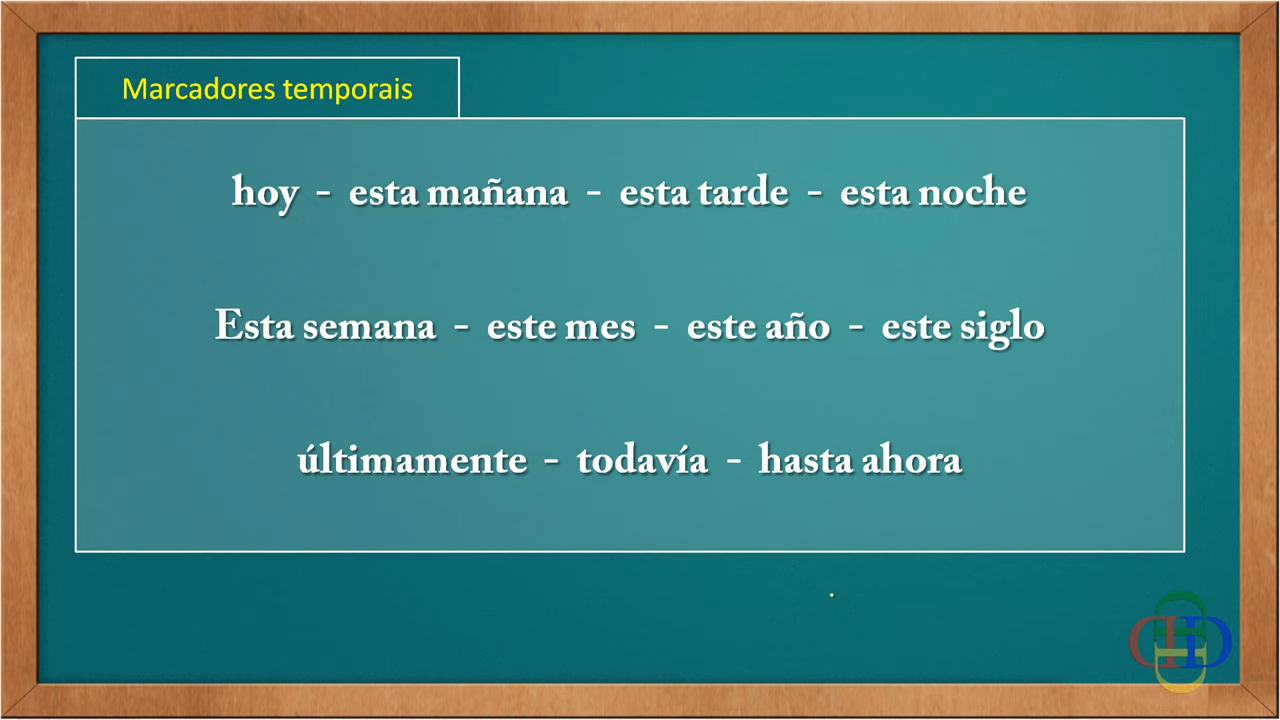 Marcadores temporais
hoy - esta mañana - esta tarde - esta noche
Esta semana - este mes - este año - este siglo
últimamente - todavía - hasta ahora